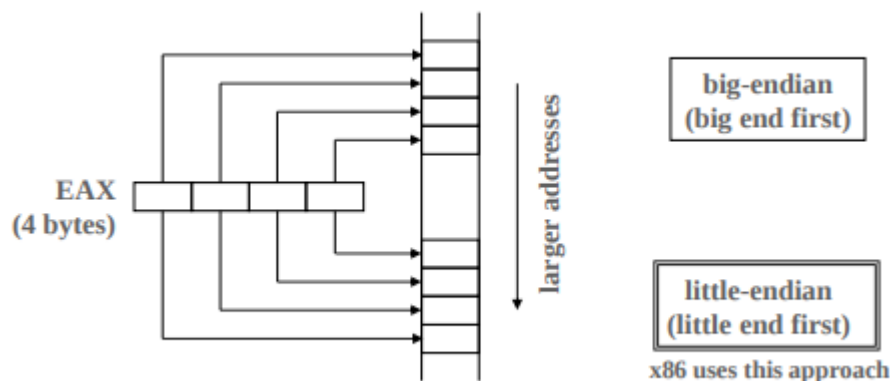 big-endian
(big end first)
EAX
(4 bytes)
larger addresses
little-endian
(little end first)
x86 uses this approach